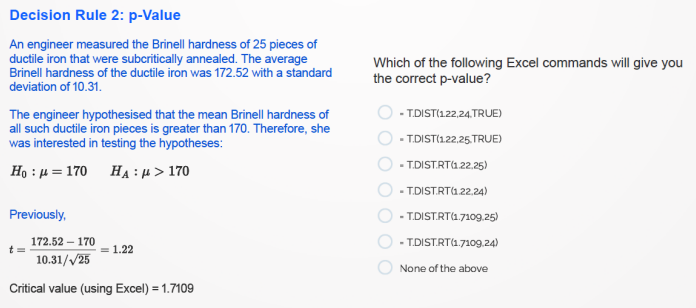 Decision Rule 2: p-Value
An engineer measured the Brinell hardness of 25 pieces of
ductile iron that were subcritically annealed. The average
Brinell hardness of the ductile iron was 172.52 with a standard
deviation of 10.31.
The engineer hypothesised that the mean Brinell hardness of
all such ductile iron pieces is greater than 170. Therefore, she
was interested in testing the hypotheses:
H₀ : μ = 170 H_A : μ > 170
Previously,
t = (172.52 − 170)/(10.31/√25) = 1.22
Critical value (using Excel) = 1.7109
Which of the following Excel commands will give you
the correct p-value?
= T.DIST(1.22,24,TRUE)
= T.DIST(1.22,25,TRUE)
= T.DIST.RT(1.22,25)
= T.DIST.RT(1.22,24)
= T.DIST.RT(1.7109,25)
= T.DIST.RT(1.7109,24)
None of the above